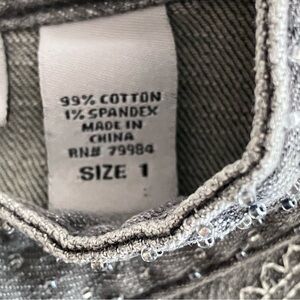 99% COTTON
1% SPANDEX
MADE IN
CHINA
RN# 79984
SIZE 1